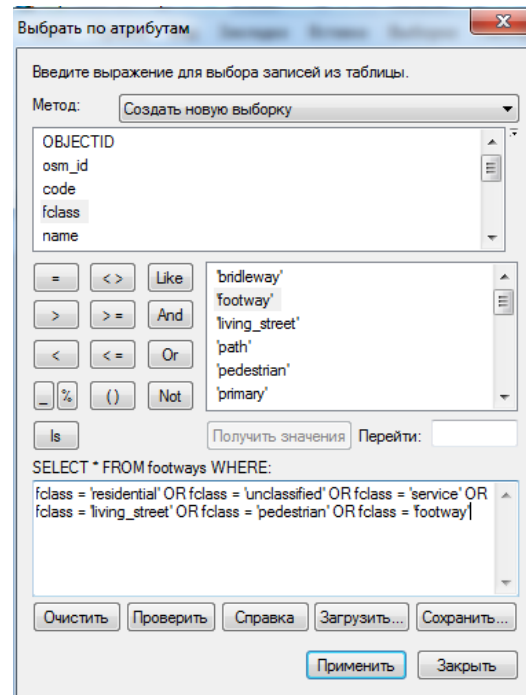 Выбрать по атрибутам
Введите выражение для выбора записей из таблицы.
Метод: Создать новую выборку
OBJECTID
osm_id
code
fclass
name
= < > Like
> > = And
< < = Or
_ % () Not
Is
'bridleway'
'footway'
'living_street'
'path'
'pedestrian'
'primary'
Получить значения Перейти:
SELECT * FROM footways WHERE:
fclass = 'residential' OR fclass = 'unclassified' OR fclass = 'service' OR
fclass = 'living_street' OR fclass = 'pedestrian' OR fclass = 'footway'
Очистить Проверить Справка Загрузить... Сохранить...
Применить Закрыть